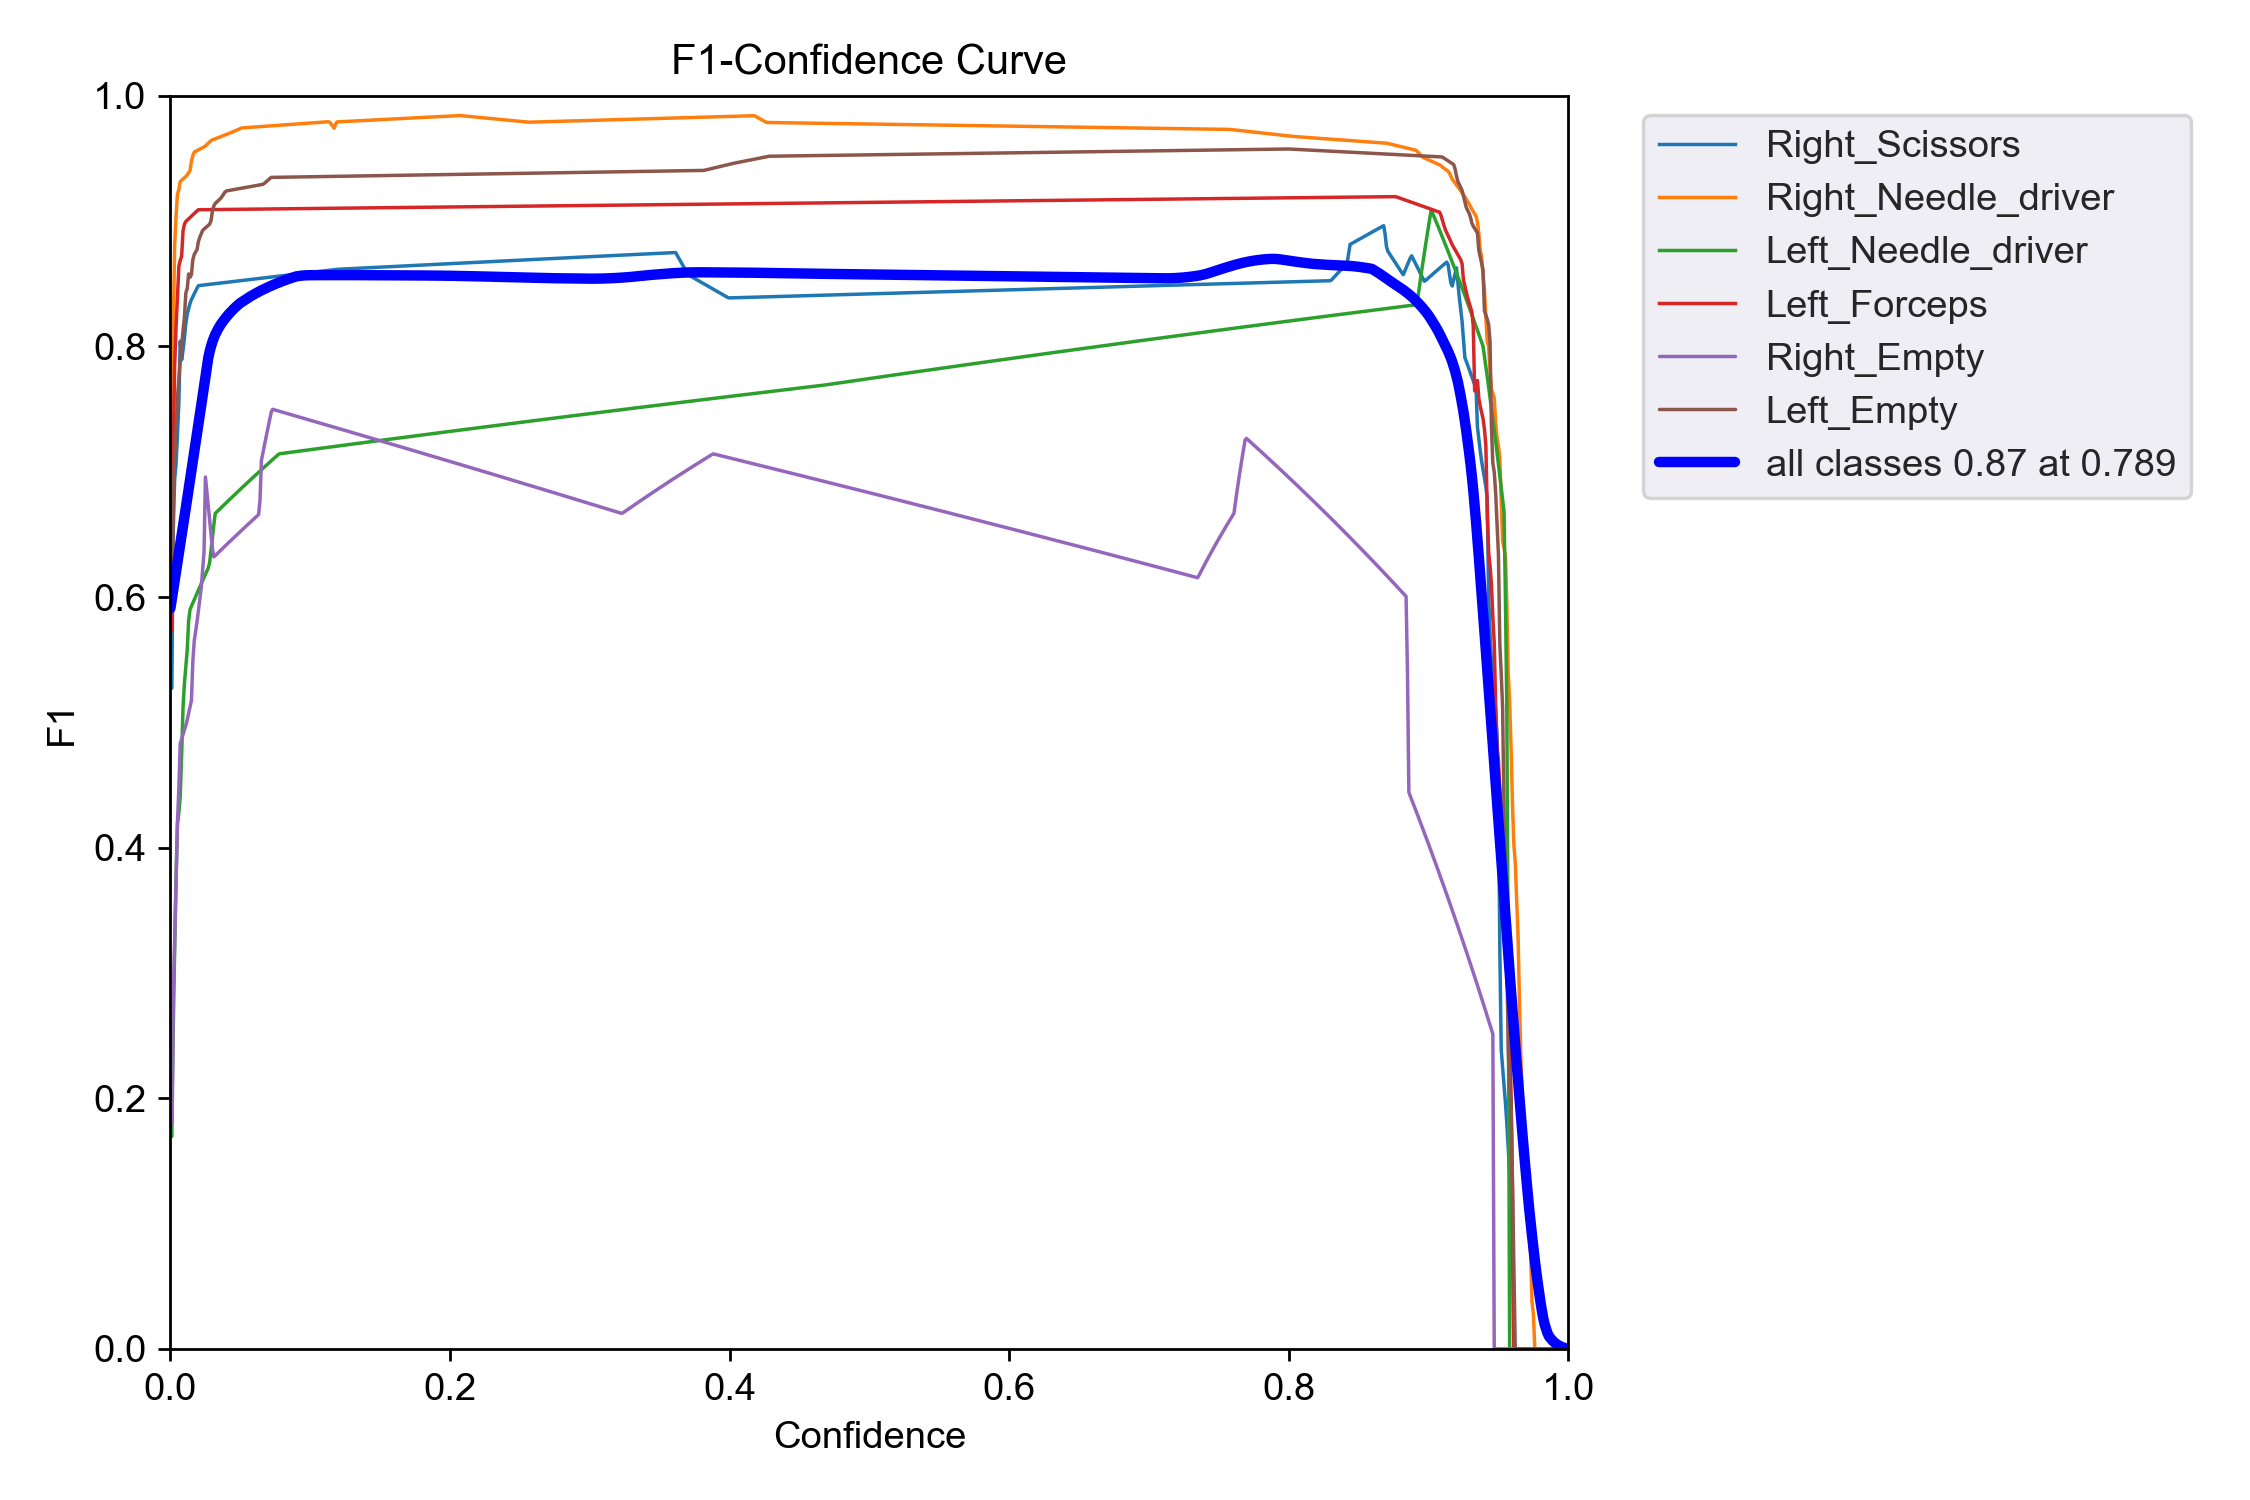 F1-Confidence Curve
1.0
0.8
0.6
0.4
0.2
0.0
F1
0.0 0.2 0.4 0.6 0.8 1.0
Confidence
Right_Scissors
Right_Needle_driver
Left_Needle_driver
Left_Forceps
Right_Empty
Left_Empty
all classes 0.87 at 0.789